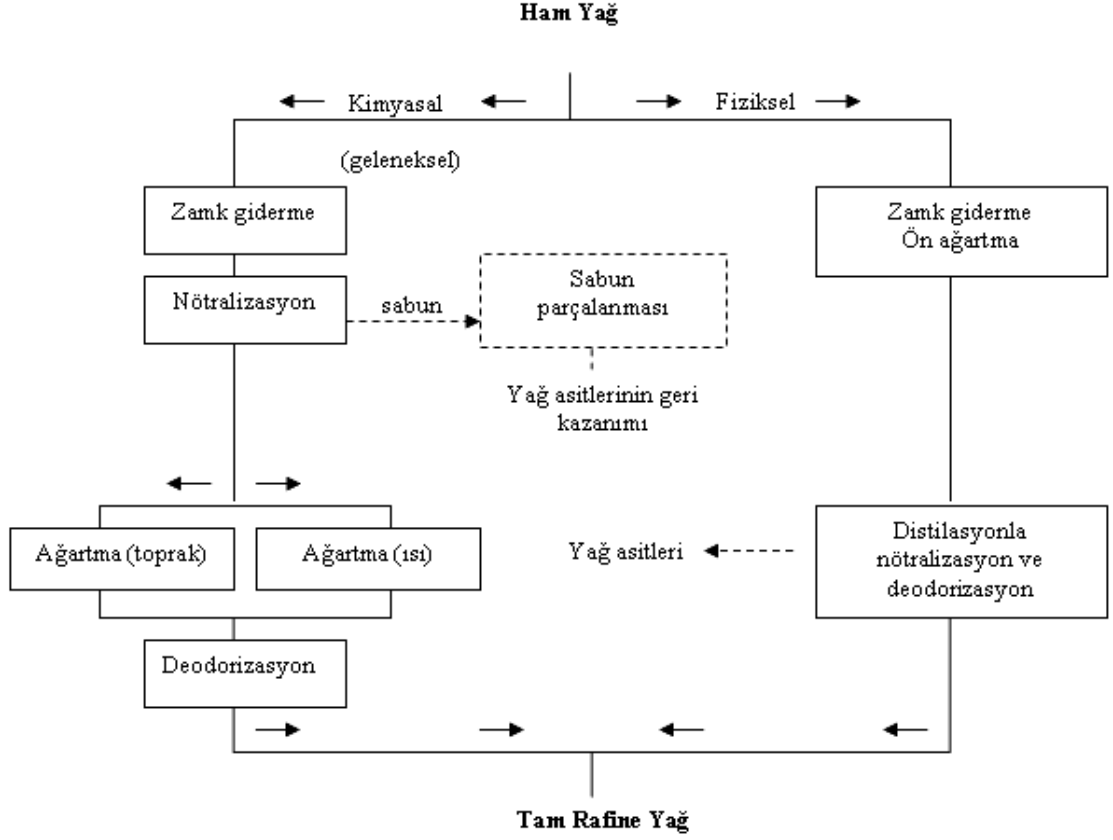 Ham Yağ
Kimyasal
Fiziksel
(geleneksel)
Zamk giderme
Zamk giderme
Ön ağartma
Nötralizasyon
sabun
Sabun
parçalanması
Yağ asitlerinin geri
kazanımı
Ağartma (toprak)
Ağartma (ısı)
Yağ asitleri
Distilasyonla
nötralizasyon ve
deodorizasyon
Deodorizasyon
Tam Rafine Yağ